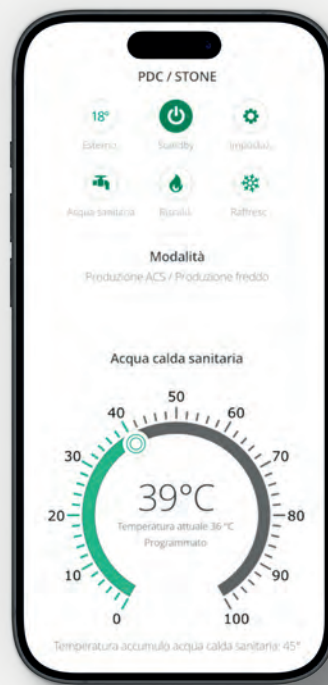 PDC / STONE
18°
Esterno
Standby
Impostaz.
Acqua sanitaria
Riscald.
Raffresc.
Modalità
Produzione ACS / Produzione freddo
Acqua calda sanitaria
0
10
20
30
40
50
60
70
80
90
100
39°C
Temperatura attuale 36 °C
Programmato
Temperatura accumulo acqua calda sanitaria: 45°